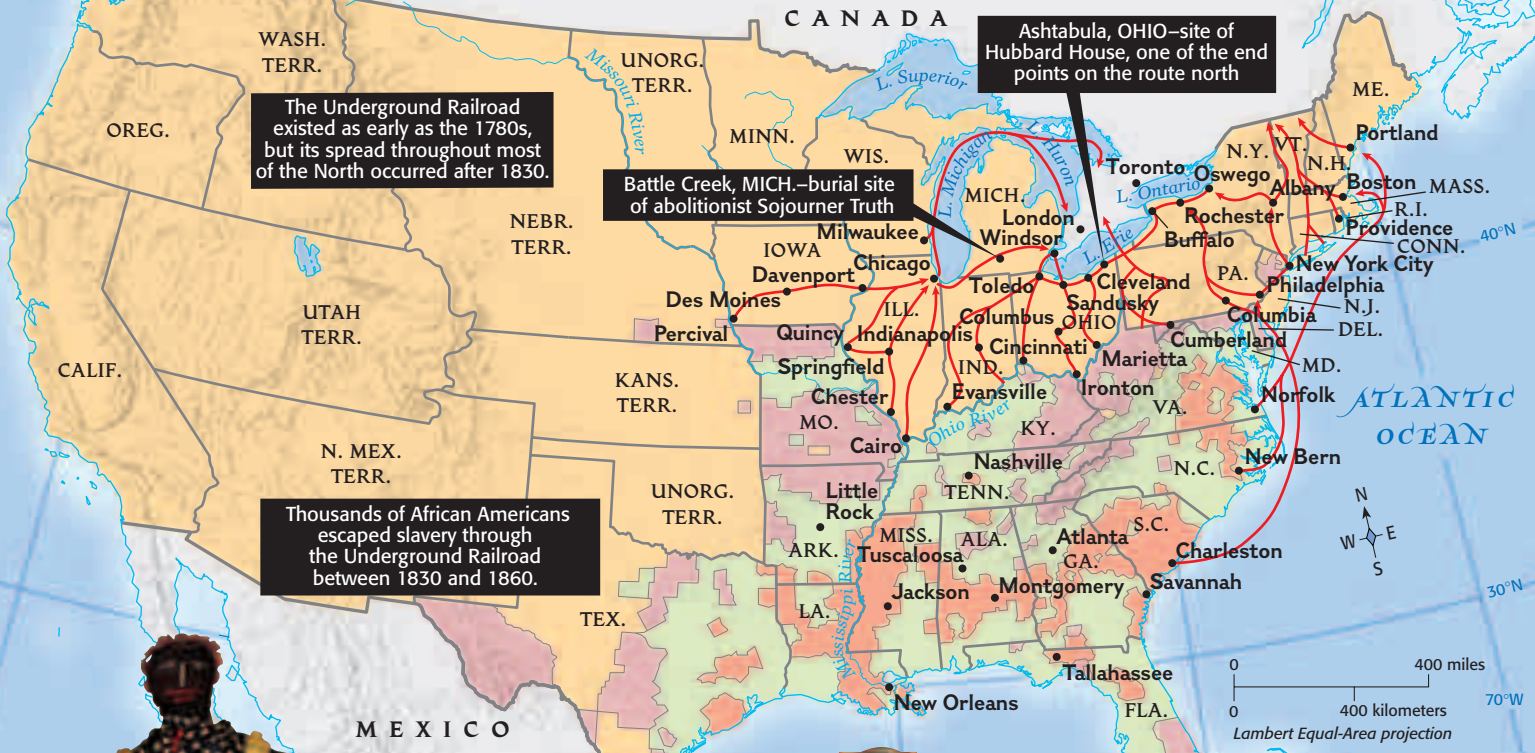 CANADA
Ashtabula, OHIO–site of
Hubbard House, one of the end
points on the route north
WASH.
TERR.
OREG.
The Underground Railroad
existed as early as the 1780s,
but its spread throughout most
of the North occurred after 1830.
Missouri River
UNORG.
TERR.
MINN.
L. Superior
WIS.
Battle Creek, MICH.–burial site
of abolitionist Sojourner Truth
L. Michigan
L. Huron
MICH.
ME.
Portland
VT.
N.Y.
N.H.
Toronto
Oswego
L. Ontario
Albany
Boston
MASS.
R.I.
Rochester
Providence
CONN.
40°N
London
Windsor
L. Erie
Buffalo
NEBR.
TERR.
IOWA
Milwaukee
Chicago
Davenport
Des Moines
Percival
Toledo
Cleveland
Sandusky
PA.
New York City
Philadelphia
N.J.
Columbia
DEL.
Cumberland
MD.
UTAH
TERR.
CALIF.
ILL.
Quincy
Indianapolis
Columbus
OHIO
Springfield
IND.
Cincinnati
Marietta
Ironton
KANS.
TERR.
Chester
Evansville
MO.
Cairo
Ohio River
KY.
VA.
Norfolk
ATLANTIC
OCEAN
N. MEX.
TERR.
Nashville
TENN.
N.C.
New Bern
UNORG.
TERR.
Little
Rock
ARK.
Thousands of African Americans
escaped slavery through
the Underground Railroad
between 1830 and 1860.
MISS.
ALA.
Tuscaloosa
Atlanta
GA.
S.C.
Charleston
Savannah
Jackson
Montgomery
Mississippi River
LA.
TEX.
N
W
E
S
30°N
Tallahassee
New Orleans
FLA.
MEXICO
0
400 miles
0
400 kilometers
Lambert Equal-Area projection
70°W